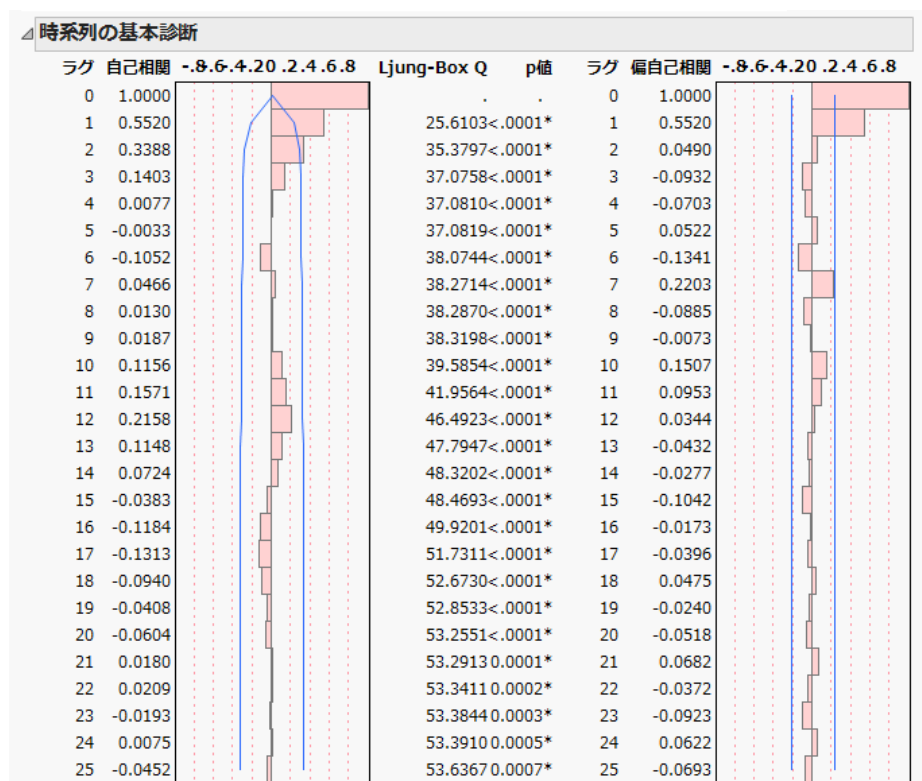 時系列の基本診断
ラグ 自己相関 -.8-.6-.4-.20 .2.4.6.8 Ljung-Box Q p値 ラグ 偏自己相関 -.8-.6-.4-.20 .2.4.6.8
0 1.0000 . . 0 1.0000
1 0.5520 25.6103 <.0001* 1 0.5520
2 0.3388 35.3797 <.0001* 2 0.0490
3 0.1403 37.0758 <.0001* 3 -0.0932
4 0.0077 37.0810 <.0001* 4 -0.0703
5 -0.0033 37.0819 <.0001* 5 0.0522
6 -0.1052 38.0744 <.0001* 6 -0.1341
7 0.0466 38.2714 <.0001* 7 0.2203
8 0.0130 38.2870 <.0001* 8 -0.0885
9 0.0187 38.3198 <.0001* 9 -0.0073
10 0.1156 39.5854 <.0001* 10 0.1507
11 0.1571 41.9564 <.0001* 11 0.0953
12 0.2158 46.4923 <.0001* 12 0.0344
13 0.1148 47.7947 <.0001* 13 -0.0432
14 0.0724 48.3202 <.0001* 14 -0.0277
15 -0.0383 48.4693 <.0001* 15 -0.1042
16 -0.1184 49.9201 <.0001* 16 -0.0173
17 -0.1313 51.7311 <.0001* 17 -0.0396
18 -0.0940 52.6730 <.0001* 18 0.0475
19 -0.0408 52.8533 <.0001* 19 -0.0240
20 -0.0604 53.2551 <.0001* 20 -0.0518
21 0.0180 53.2913 0.0001* 21 0.0682
22 0.0209 53.3411 0.0002* 22 -0.0372
23 -0.0193 53.3844 0.0003* 23 -0.0923
24 0.0075 53.3910 0.0005* 24 0.0622
25 -0.0452 53.6367 0.0007* 25 -0.0693